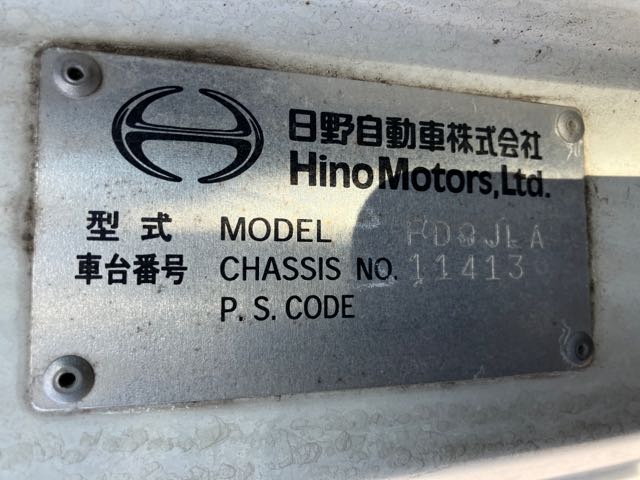 日野自動車株式会社
Hino Motors, Ltd.
型式 MODEL FD8JLA
車台番号 CHASSIS NO. 11413
P.S. CODE